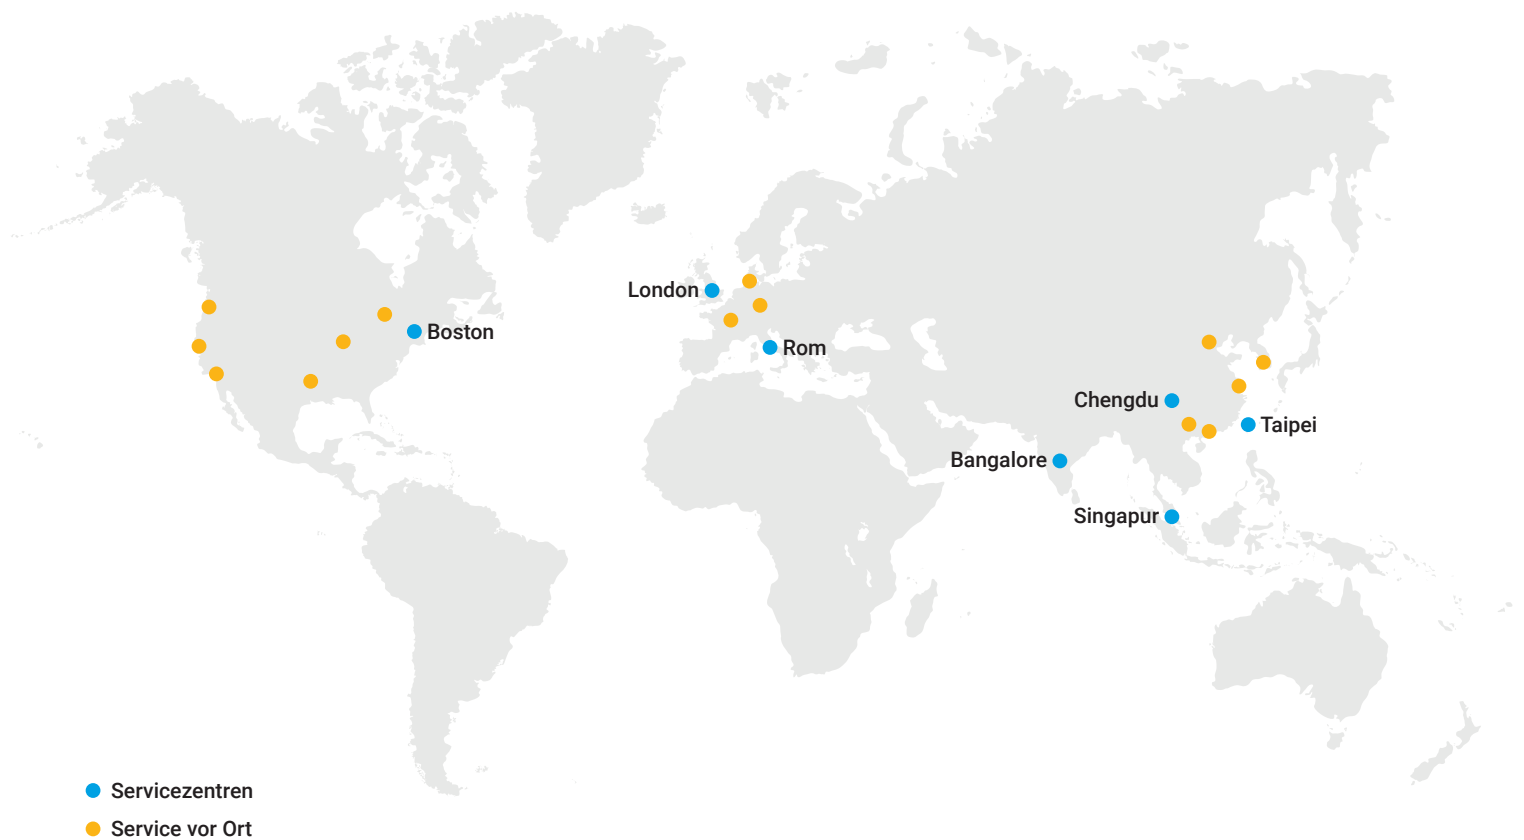 London
Boston
Rom
Chengdu
Taipei
Bangalore
Singapur
Servicezentren
Service vor Ort